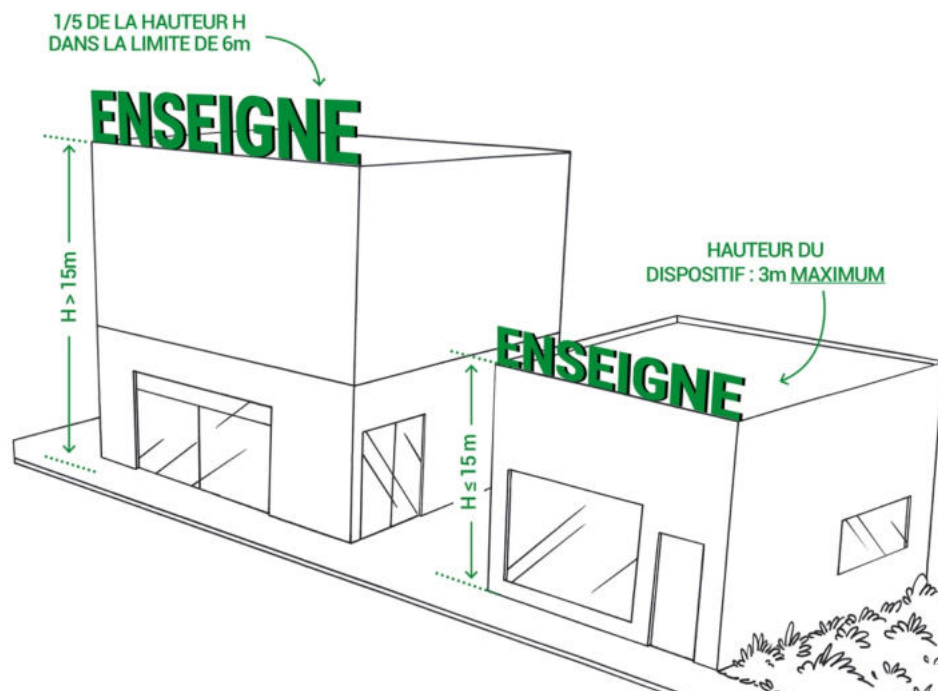 1/5 DE LA HAUTEUR H
DANS LA LIMITE DE 6m
ENSEIGNE
H > 15m
HAUTEUR DU
DISPOSITIF : 3m MAXIMUM
ENSEIGNE
H ≤ 15 m